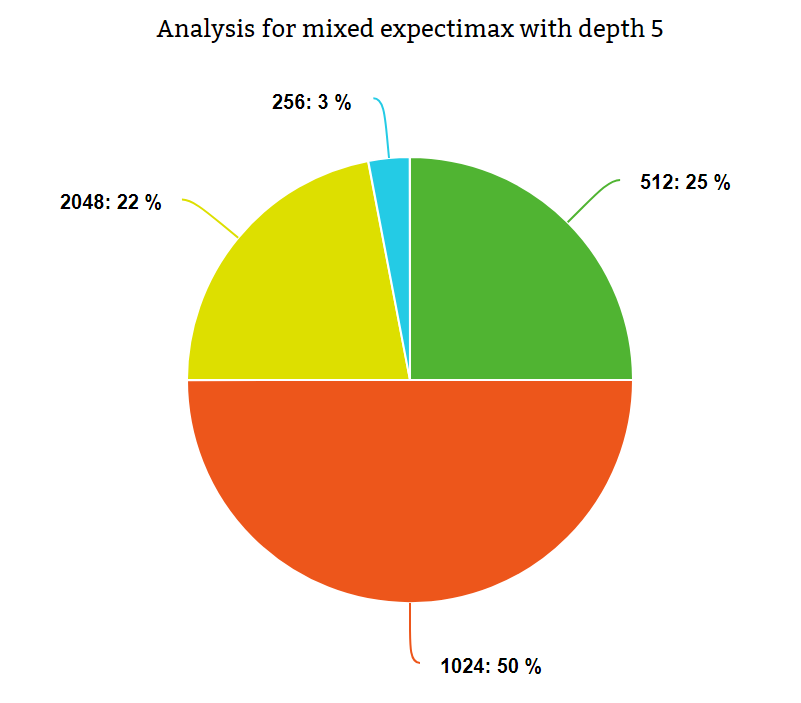 Analysis for mixed expectimax with depth 5
256: 3 %
512: 25 %
2048: 22 %
1024: 50 %